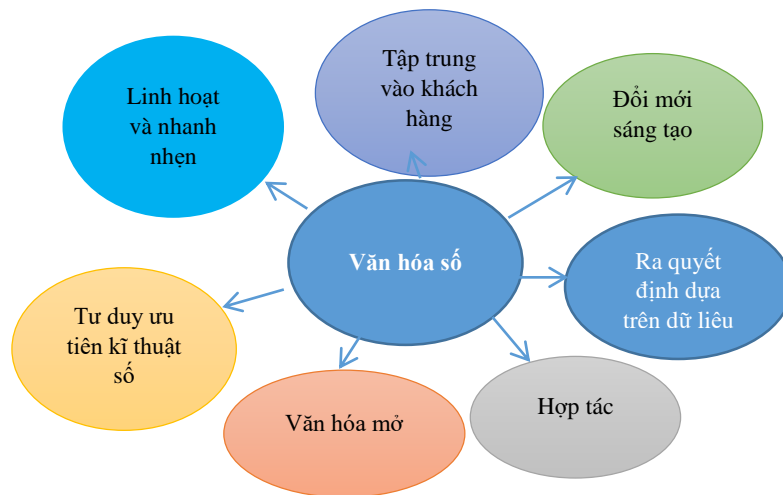 Tập trung
vào khách
hàng
Linh hoạt
và nhanh
nhẹn
Đổi mới
sáng tạo
Văn hóa số
Ra quyết
định dựa
trên dữ liêu
Tư duy ưu
tiên kĩ thuật
số
Văn hóa mở
Hợp tác